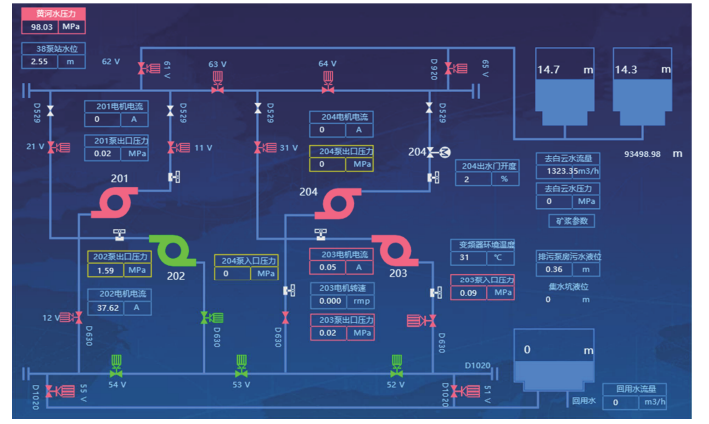 黄河水压力
98.03 MPa
38泵站水位
2.55 m
62 V
61 V
63 V
64 V
D920
65 V
14.7 m
14.3 m
D529
D529
D529
D529
201电机电流
0 A
204电机电流
0 A
21 V
11 V
31 V
201泵出口压力
0.02 MPa
204泵出口压力
0 MPa
204
204出水门开度
2 %
93498.98 m
去白云水流量
1323.35m3/h
去白云水压力
0 MPa
矿浆参数
201
204
202
203
202泵出口压力
1.59 MPa
204泵入口压力
0 MPa
203电机电流
0.05 A
变频器环境温度
31 ℃
排污泵房污水液位
0.36 m
202电机电流
37.62 A
203电机转速
0.000 rmp
203泵入口压力
0.09 MPa
集水坑液位
0 m
203泵出口压力
0.02 MPa
12 V
D630
D630
D630
D630
0 m
D1020
54 V
53 V
52 V
D1020
55 V
D1020
51 V
回用水
回用水流量
0 m3/h